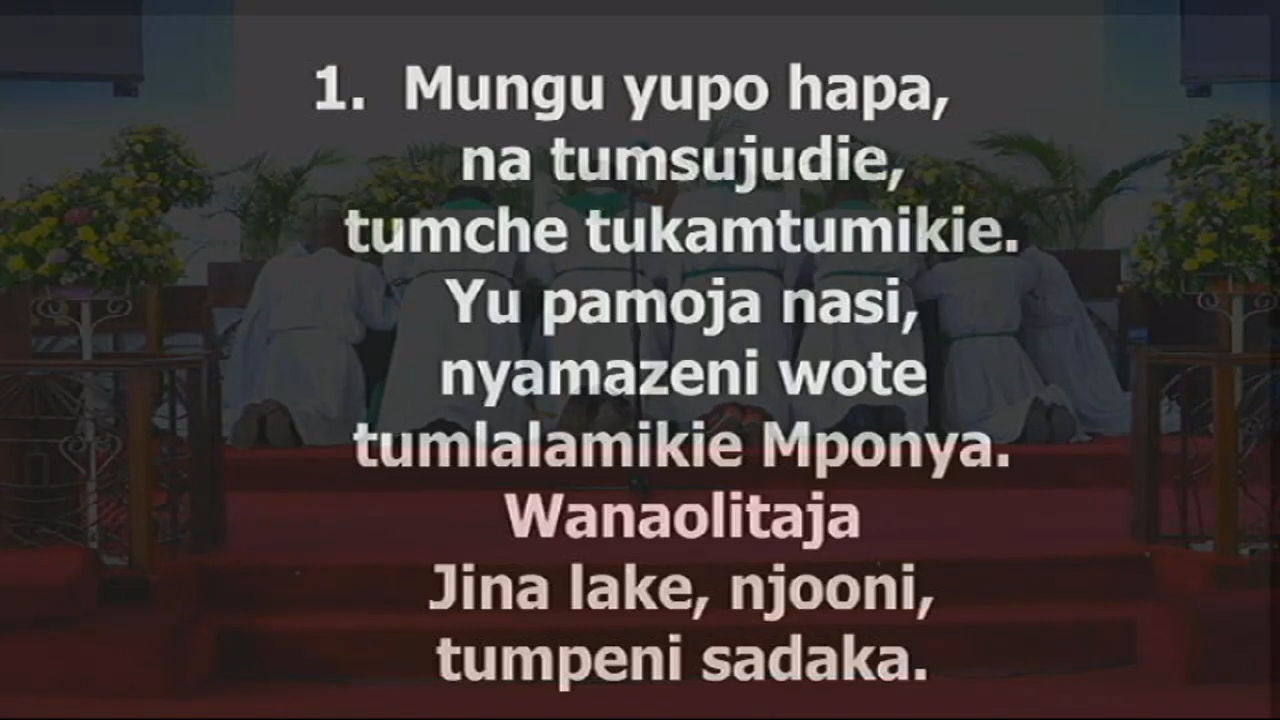 1. Mungu yupo hapa,
na tumsujudie,
tumche tukamtumikie.
Yu pamoja nasi,
nyamazeni wote
tumlalamikie Mponya.
Wanaolitaja
Jina lake, njooni,
tumpeni sadaka.